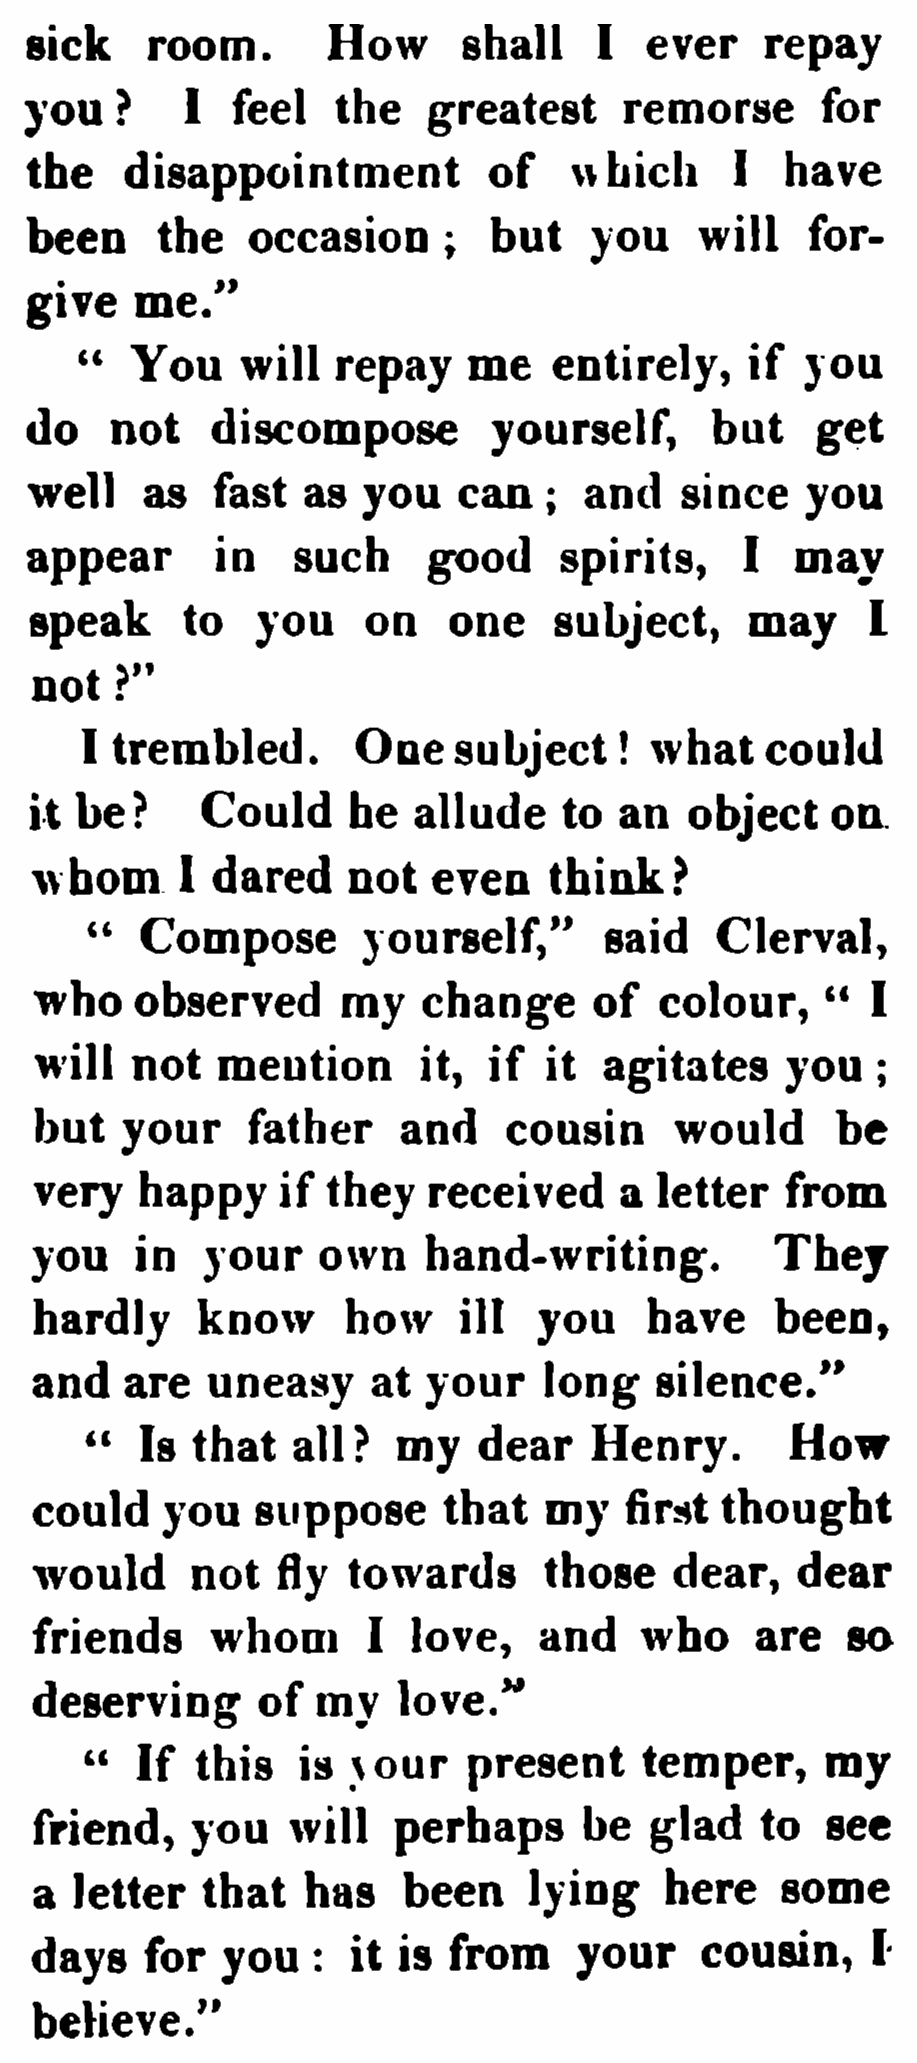 sick room. How shall I ever repay
you? I feel the greatest remorse for
the disappointment of which I have
been the occasion; but you will for-
give me."
" You will repay me entirely, if you
do not discompose yourself, but get
well as fast as you can; and since you
appear in such good spirits, I may
speak to you on one subject, may I
not?"
I trembled. One subject! what could
it be? Could he allude to an object on
whom I dared not even think?
" Compose yourself," said Clerval,
who observed my change of colour, " I
will not mention it, if it agitates you;
but your father and cousin would be
very happy if they received a letter from
you in your own hand-writing. They
hardly know how ill you have been,
and are uneasy at your long silence."
" Is that all? my dear Henry. How
could you suppose that my first thought
would not fly towards those dear, dear
friends whom I love, and who are so
deserving of my love."
" If this is your present temper, my
friend, you will perhaps be glad to see
a letter that has been lying here some
days for you: it is from your cousin, I
believe."